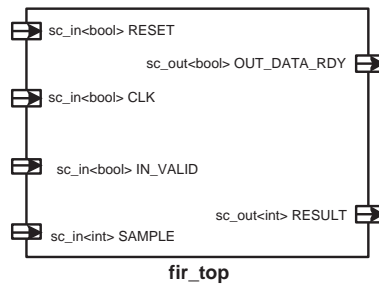 sc_in<bool> RESET
sc_out<bool> OUT_DATA_RDY
sc_in<bool> CLK
sc_in<bool> IN_VALID
sc_out<int> RESULT
sc_in<int> SAMPLE
fir_top